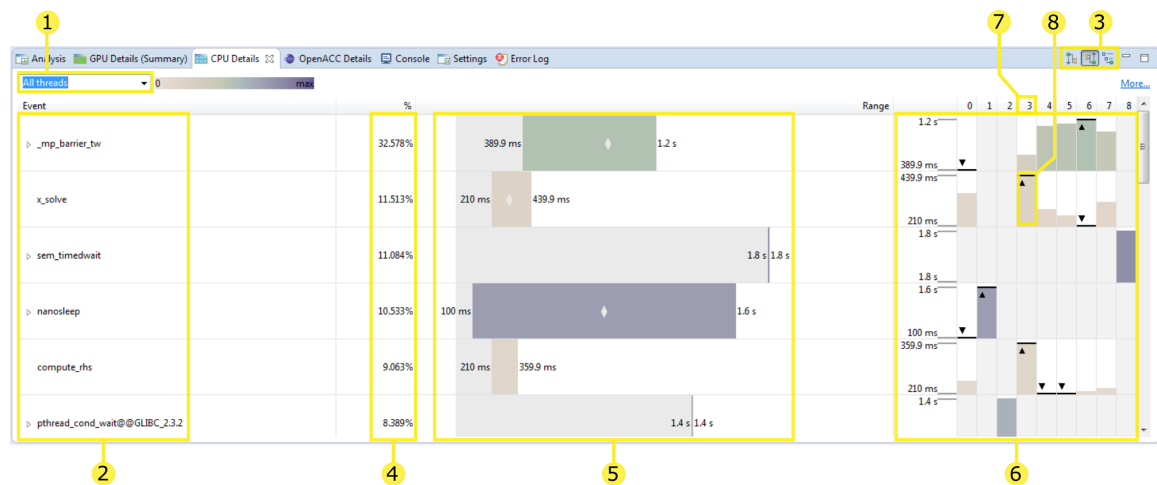 1 7 8 3
Analysis GPU Details (Summary) CPU Details OpenACC Details Console Settings Error Log
All threads 0 max More...
Event % Range 0 1 2 3 4 5 6 7 8
1.2 s
_mp_barrier_tw 32.578% 389.9 ms 1.2 s
389.9 ms
439.9 ms
x_solve 11.513% 210 ms 439.9 ms
210 ms
1.8 s
sem_timedwait 11.084% 1.8 s 1.8 s
1.8 s
1.6 s
nanosleep 10.533% 100 ms 1.6 s
100 ms
359.9 ms
compute_rhs 9.063% 210 ms 359.9 ms
210 ms
1.4 s
pthread_cond_wait@@GLIBC_2.3.2 8.389% 1.4 s 1.4 s
2 4 5 6